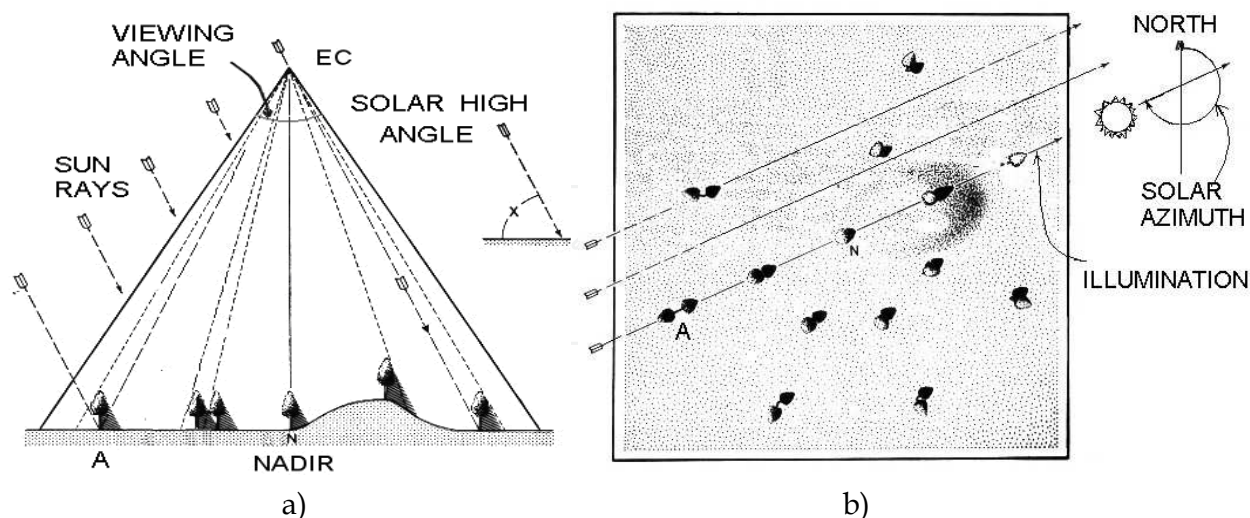 VIEWING
ANGLE
EC
SOLAR HIGH
ANGLE
SUN
RAYS
x
N
A
NADIR
a)
NORTH
SOLAR
AZIMUTH
ILLUMINATION
N
A
b)